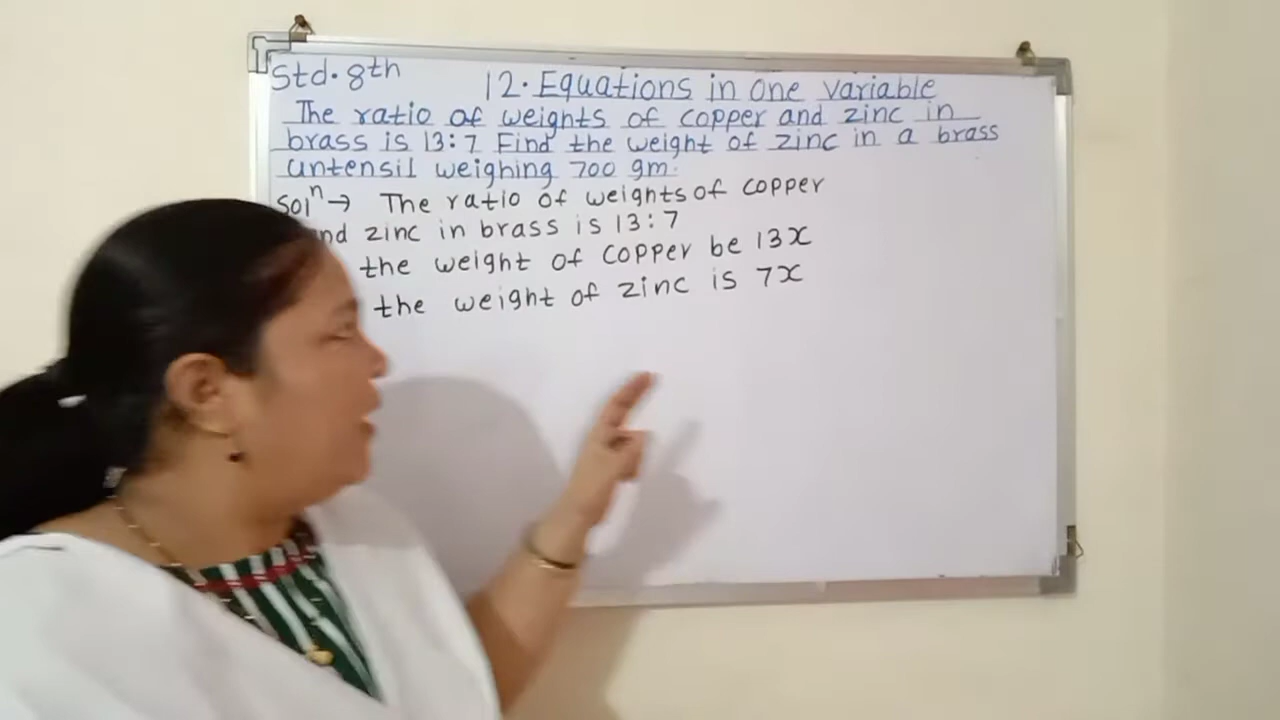 Std. 8th 12. Equations in one variable
The ratio of weights of copper and zinc in
brass is 13:7 Find the weight of zinc in a brass
untensil weighing 700 gm.
Solⁿ → The ratio of weights of copper
nd zinc in brass is 13:7
the weight of copper be 13x
the weight of zinc is 7x